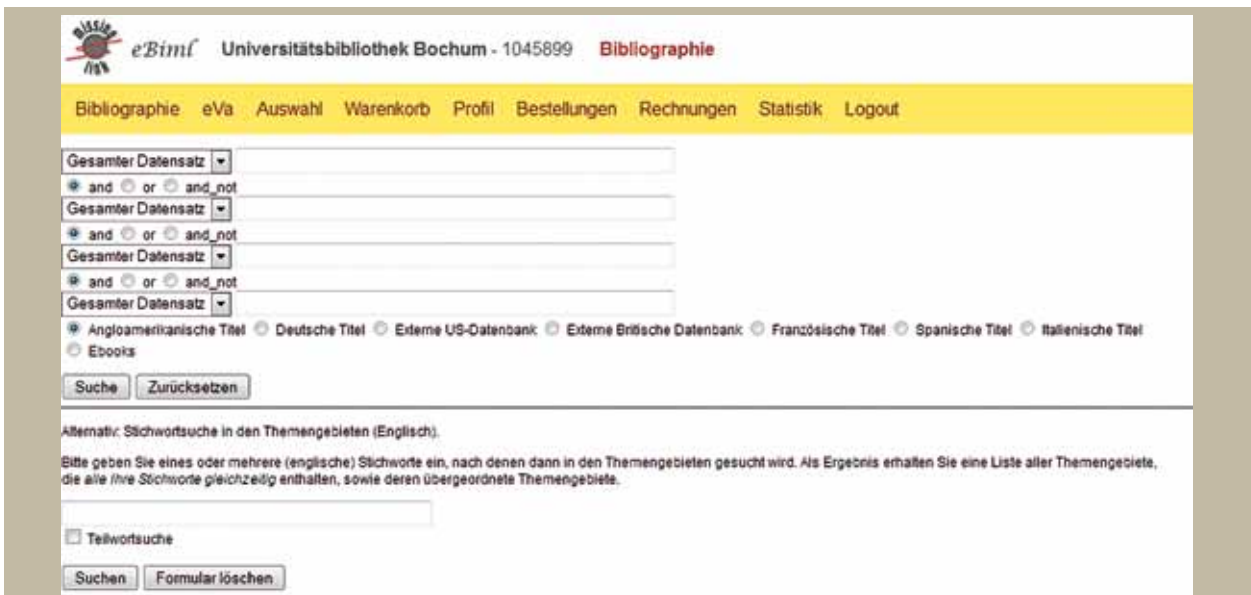 missing
link
eBiml Universitätsbibliothek Bochum - 1045899 Bibliographie
Bibliographie eVa Auswahl Warenkorb Profil Bestellungen Rechnungen Statistik Logout
Gesamter Datensatz
and or and_not
Gesamter Datensatz
and or and_not
Gesamter Datensatz
and or and_not
Gesamter Datensatz
Angloamerikanische Titel Deutsche Titel Externe US-Datenbank Externe Britische Datenbank Französische Titel Spanische Titel Italienische Titel
Ebooks
Suche Zurücksetzen
Alternativ: Stichwortsuche in den Themengebieten (Englisch).
Bitte geben Sie eines oder mehrere (englische) Stichworte ein, nach denen dann in den Themengebieten gesucht wird. Als Ergebnis erhalten Sie eine Liste aller Themengebiete,
die alle Ihre Stichworte gleichzeitig enthalten, sowie deren übergeordnete Themengebiete.
Teilwortsuche
Suchen Formular löschen